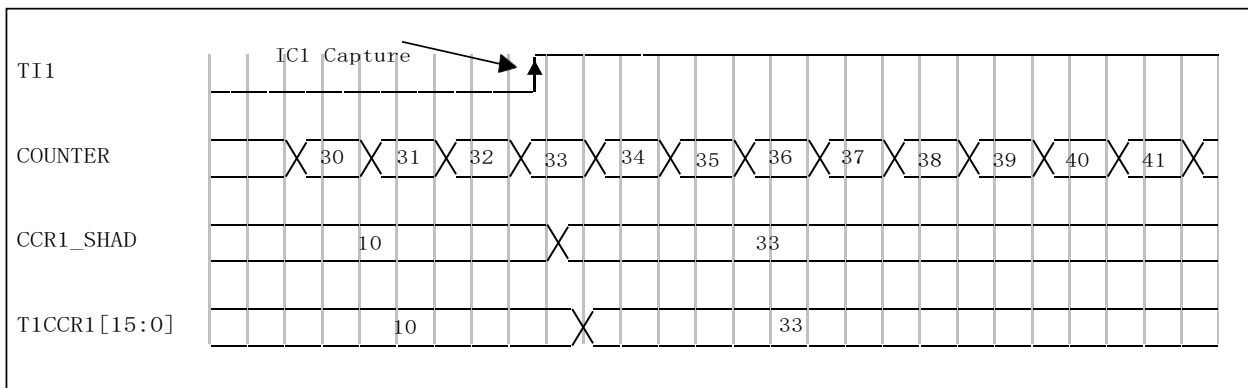 IC1 Capture
TI1
COUNTER 30 31 32 33 34 35 36 37 38 39 40 41
CCR1_SHAD 10 33
T1CCR1[15:0] 10 33